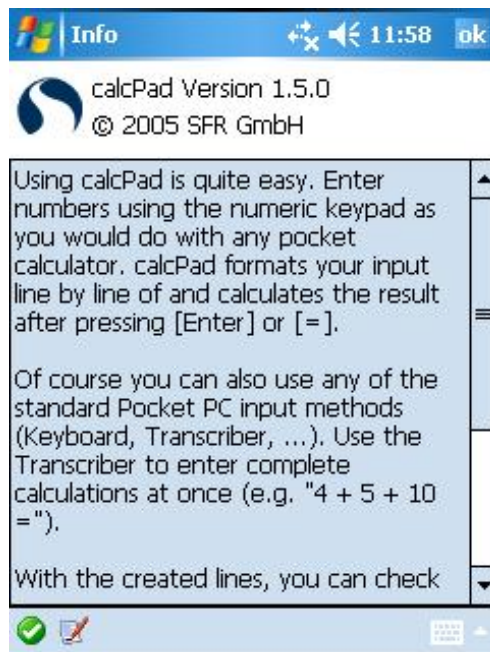 Info 11:58 ok
calcPad Version 1.5.0
© 2005 SFR GmbH
Using calcPad is quite easy. Enter
numbers using the numeric keypad as
you would do with any pocket
calculator. calcPad formats your input
line by line of and calculates the result
after pressing [Enter] or [=].
Of course you can also use any of the
standard Pocket PC input methods
(Keyboard, Transcriber, ...). Use the
Transcriber to enter complete
calculations at once (e.g. "4 + 5 + 10
=").
With the created lines, you can check